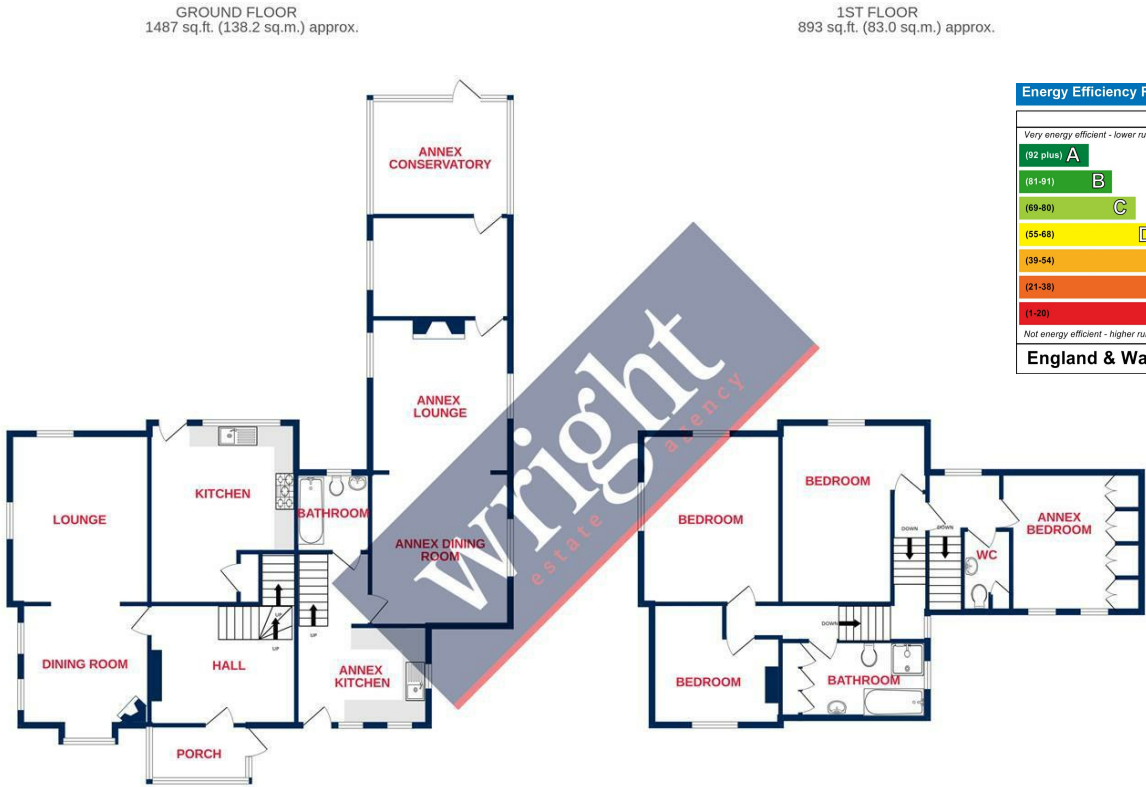 GROUND FLOOR
1487 sq.ft. (138.2 sq.m.) approx.
1ST FLOOR
893 sq.ft. (83.0 sq.m.) approx.
ANNEX
CONSERVATORY
ANNEX
LOUNGE
LOUNGE
KITCHEN
BATHROOM
ANNEX DINING
ROOM
UP
UP
UP
DINING ROOM
HALL
ANNEX
KITCHEN
PORCH
wright
estate agency
BEDROOM
BEDROOM
DOWN
DOWN
ANNEX
BEDROOM
WC
DOWN
BEDROOM
BATHROOM
Energy Efficiency
Very energy efficient - lower
(92 plus) A
(81-91) B
(69-80) C
(55-68) D
(39-54)
(21-38)
(1-20)
Not energy efficient - higher
England & Wa